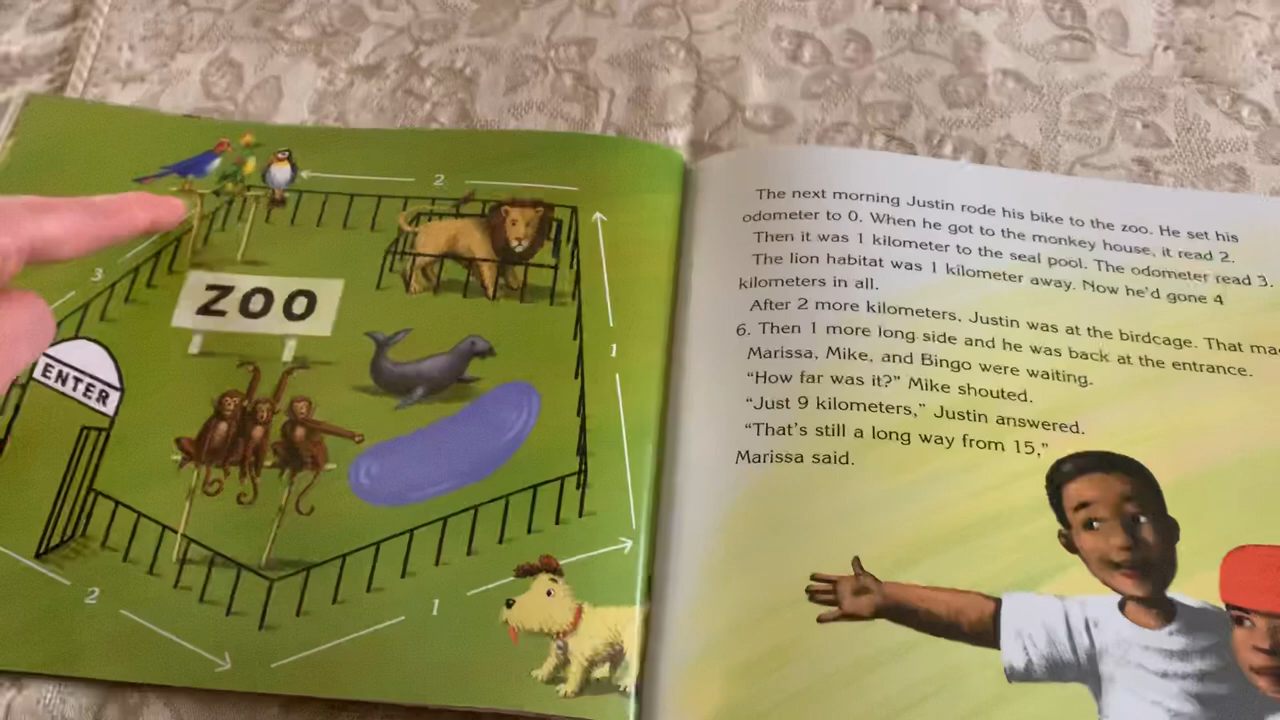 2
3
ZOO
ENTER
1
2
1
The next morning Justin rode his bike to the zoo. He set his
odometer to 0. When he got to the monkey house, it read 2.
Then it was 1 kilometer to the seal pool. The odometer read 3.
The lion habitat was 1 kilometer away. Now he'd gone 4
kilometers in all.
After 2 more kilometers, Justin was at the birdcage. That ma
6. Then 1 more long side and he was back at the entrance.
Marissa, Mike, and Bingo were waiting.
"How far was it?" Mike shouted.
"Just 9 kilometers," Justin answered.
"That's still a long way from 15,"
Marissa said.